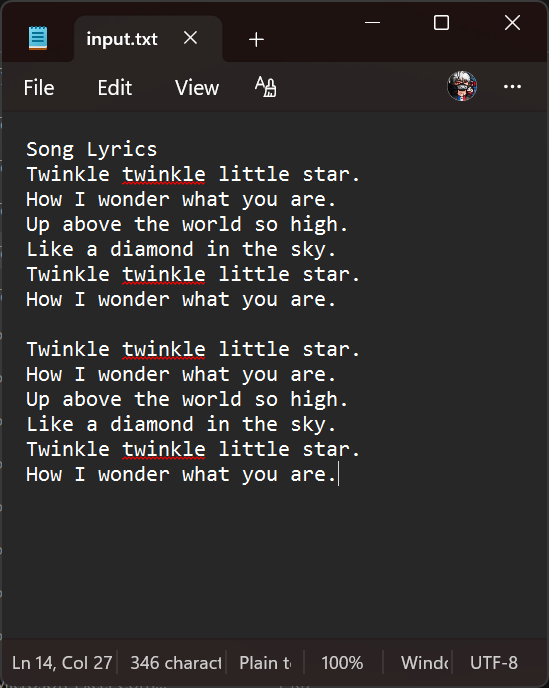 input.txt
File Edit View
Song Lyrics
Twinkle twinkle little star.
How I wonder what you are.
Up above the world so high.
Like a diamond in the sky.
Twinkle twinkle little star.
How I wonder what you are.

Twinkle twinkle little star.
How I wonder what you are.
Up above the world so high.
Like a diamond in the sky.
Twinkle twinkle little star.
How I wonder what you are.
Ln 14, Col 27 346 charact Plain t 100% Windo UTF-8